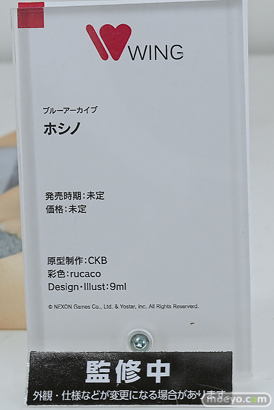 WING
ブルーアーカイブ
ホシノ
発売時期:未定
価格:未定
原型制作:CKB
彩色:rucaco
Design・Illust:9ml
© NEXON Games Co., Ltd. & Yostar, Inc. All Rights Reserved.
監修中
外観・仕様などが変更になる場合があります。
moeyo.com